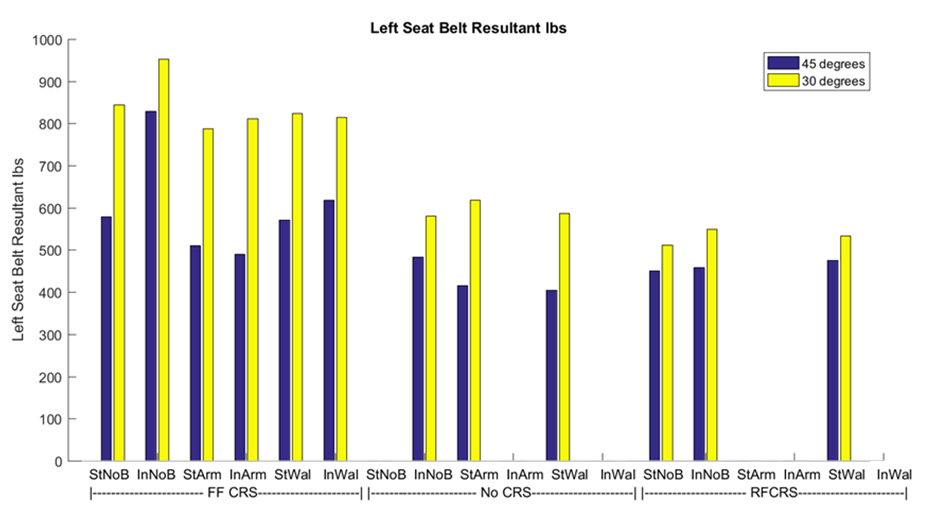 Left Seat Belt Resultant lbs
45 degrees
30 degrees
Left Seat Belt Resultant lbs
1000
900
800
700
600
500
400
300
200
100
0
StNoB InNoB StArm InArm StWal InWal StNoB InNoB StArm InArm StWal InWal StNoB InNoB StArm InArm StWal InWal
|------------------------ FF CRS----------------------| |------------------------ No CRS----------------------| |------------------------ RFCRS------------------------|